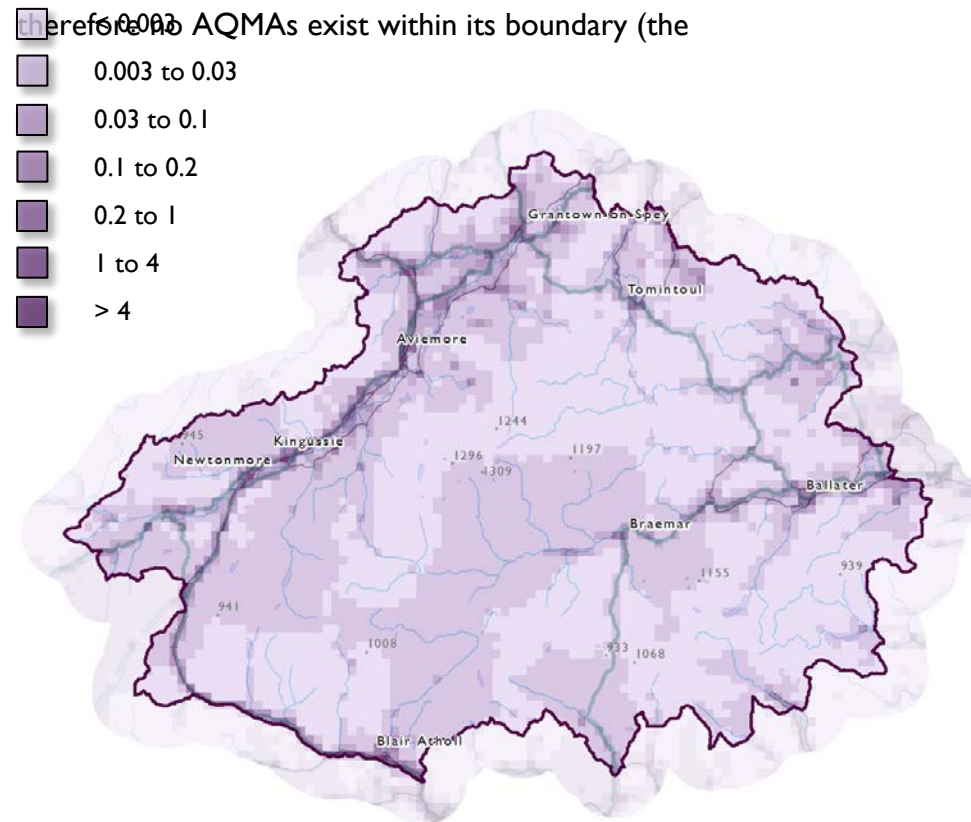 therefore no AQMAs exist within its boundary (the
< 0.003
0.003 to 0.03
0.03 to 0.1
0.1 to 0.2
0.2 to 1
1 to 4
> 4
Grantown on Spey
Tomintoul
Aviemore
1244
945
Kingussie
1296
1197
Newtonmore
1309
Ballater
Braemar
1155
939
941
1008
933
1068
Blair Atholl